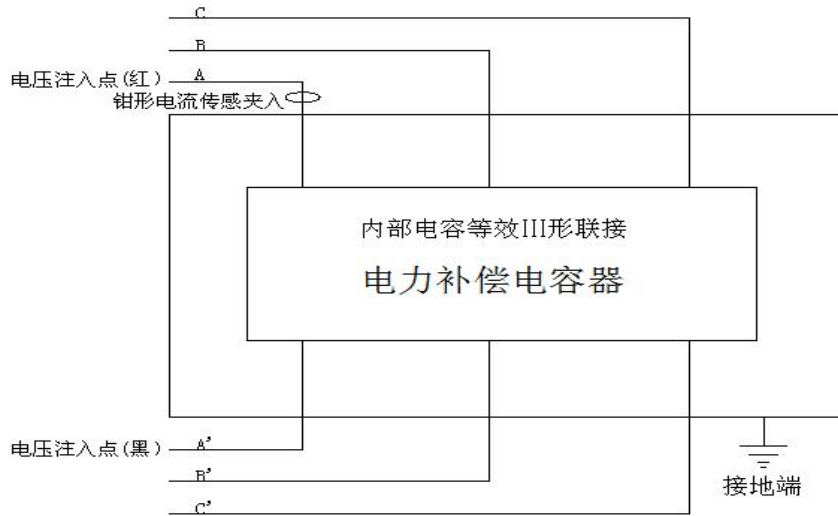 C
B
电压注入点(红) A
钳形电流传感夹入
内部电容等效III形联接
电力补偿电容器
电压注入点(黑) A'
B'
C'
接地端